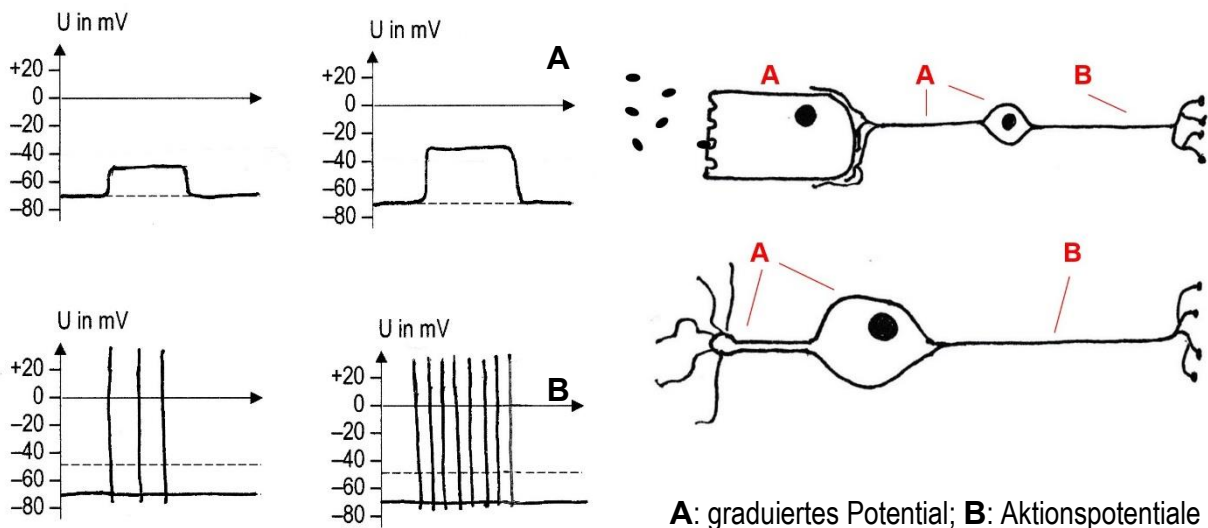 U in mV
+20
0
–20
–40
–60
–80
U in mV
A
+20
0
–20
–40
–60
–80
A
A
B
U in mV
+20
0
–20
–40
–60
–80
U in mV
B
+20
0
–20
–40
–60
–80
A
B
A: graduiertes Potential; B: Aktionspotentiale